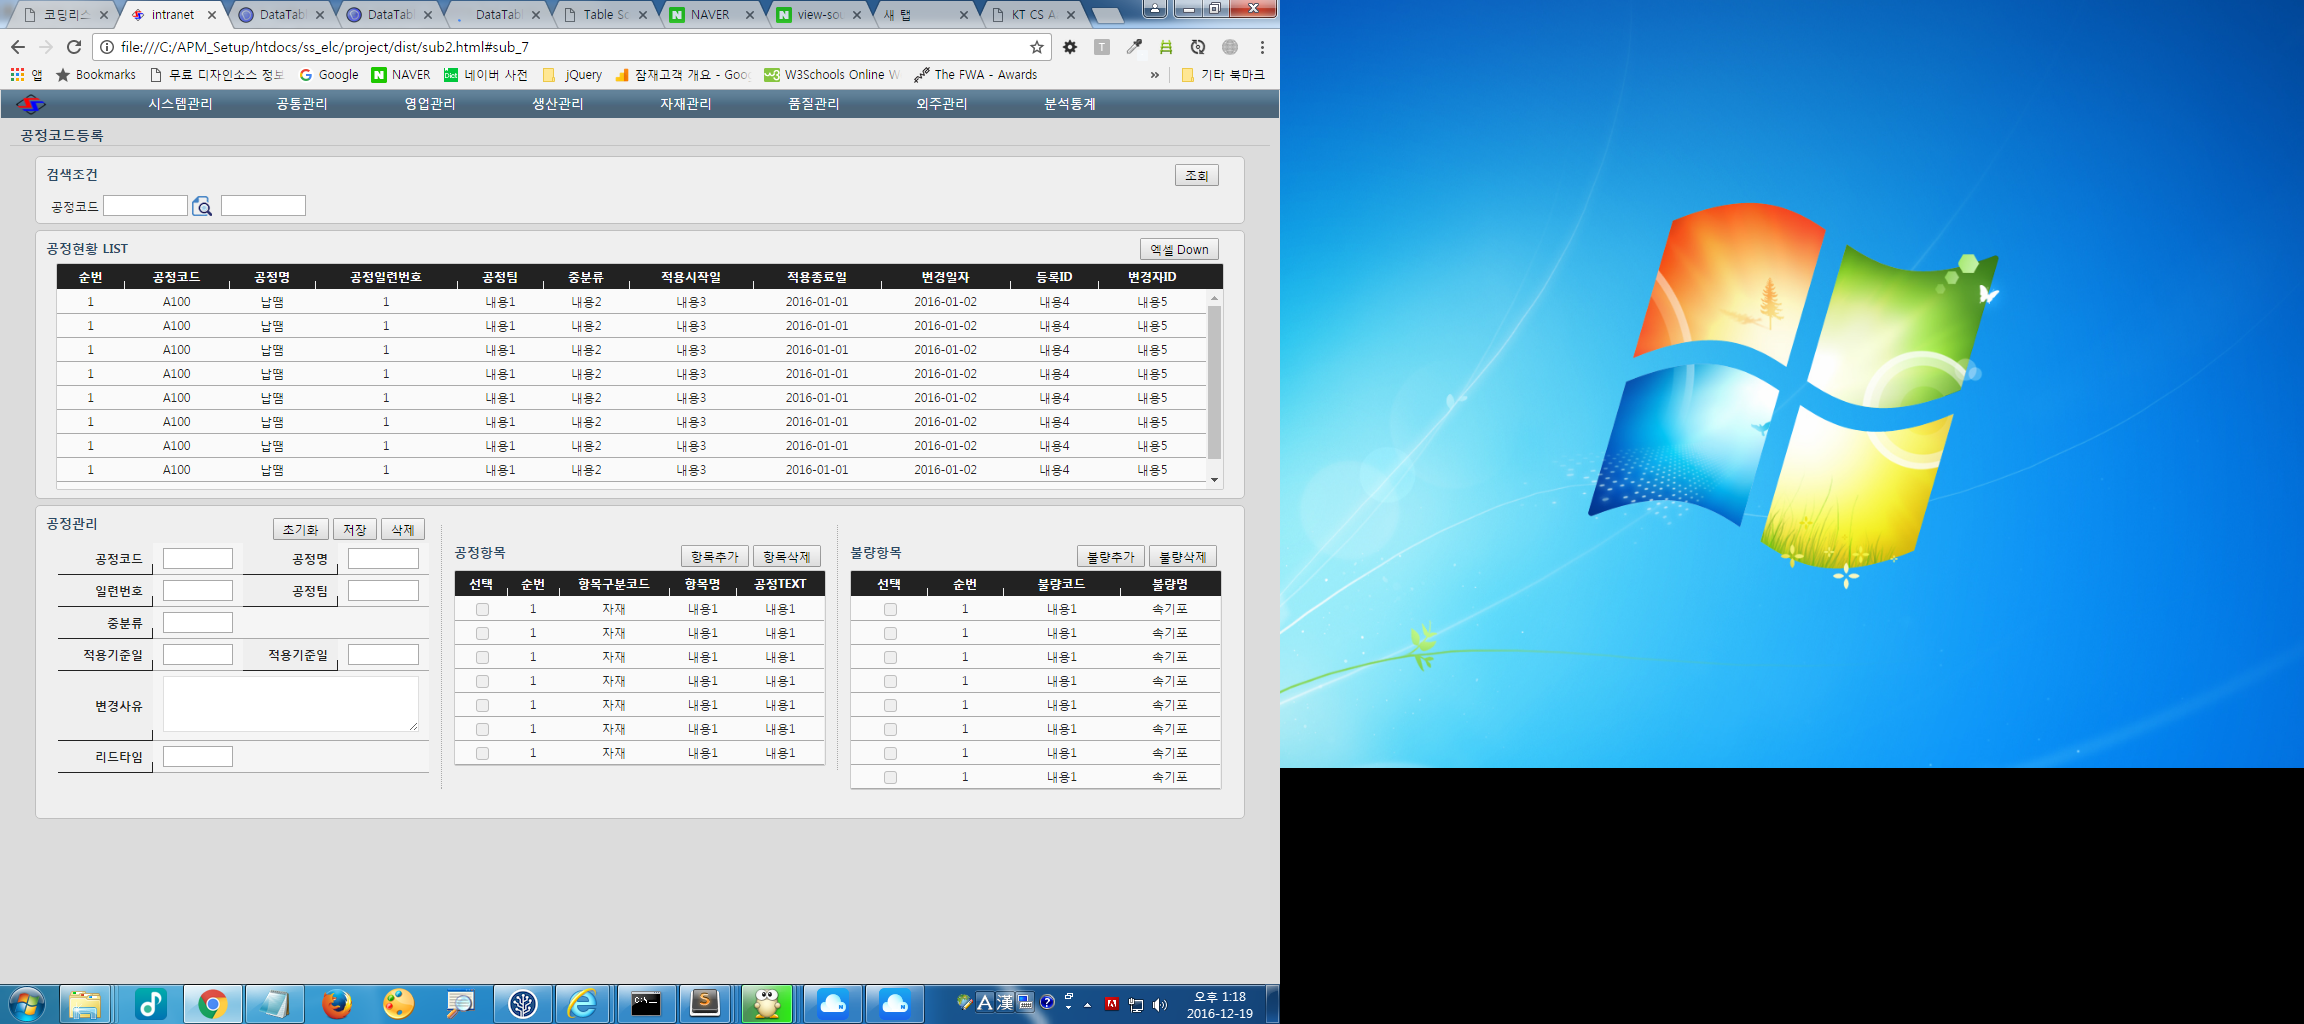 코딩리스 intranet DataTab DataTab DataTab Table Sc NAVER view-sou 새 탭 KT CS A
file:///C:/APM_Setup/htdocs/ss_elc/project/dist/sub2.html#sub_7
앱 Bookmarks 무료 디자인소스 정보 Google NAVER 네이버 사전 jQuery 잠재고객 개요 - Goo W3Schools Online W The FWA - Awards » 기타 북마크
시스템관리 공통관리 영업관리 생산관리 자재관리 품질관리 외주관리 분석통계
공정코드등록
검색조건 조회
공정코드
공정현황 LIST 엑셀 Down
순번 공정코드 공정명 공정일련번호 공정팀 중분류 적용시작일 적용종료일 변경일자 등록ID 변경자ID
1 A100 납땜 1 내용1 내용2 내용3 2016-01-01 2016-01-02 내용4 내용5
1 A100 납땜 1 내용1 내용2 내용3 2016-01-01 2016-01-02 내용4 내용5
1 A100 납땜 1 내용1 내용2 내용3 2016-01-01 2016-01-02 내용4 내용5
1 A100 납땜 1 내용1 내용2 내용3 2016-01-01 2016-01-02 내용4 내용5
1 A100 납땜 1 내용1 내용2 내용3 2016-01-01 2016-01-02 내용4 내용5
1 A100 납땜 1 내용1 내용2 내용3 2016-01-01 2016-01-02 내용4 내용5
1 A100 납땜 1 내용1 내용2 내용3 2016-01-01 2016-01-02 내용4 내용5
1 A100 납땜 1 내용1 내용2 내용3 2016-01-01 2016-01-02 내용4 내용5
공정관리 초기화 저장 삭제
공정코드 공정명
일련번호 공정팀
중분류
적용기준일 적용기준일
변경사유
리드타임
공정항목 항목추가 항목삭제
선택 순번 항목구분코드 항목명 공정TEXT
1 자재 내용1 내용1
1 자재 내용1 내용1
1 자재 내용1 내용1
1 자재 내용1 내용1
1 자재 내용1 내용1
1 자재 내용1 내용1
1 자재 내용1 내용1
불량항목 불량추가 불량삭제
선택 순번 불량코드 불량명
1 내용1 속기포
1 내용1 속기포
1 내용1 속기포
1 내용1 속기포
1 내용1 속기포
1 내용1 속기포
1 내용1 속기포
1 내용1 속기포
A 漢
오후 1:18
2016-12-19